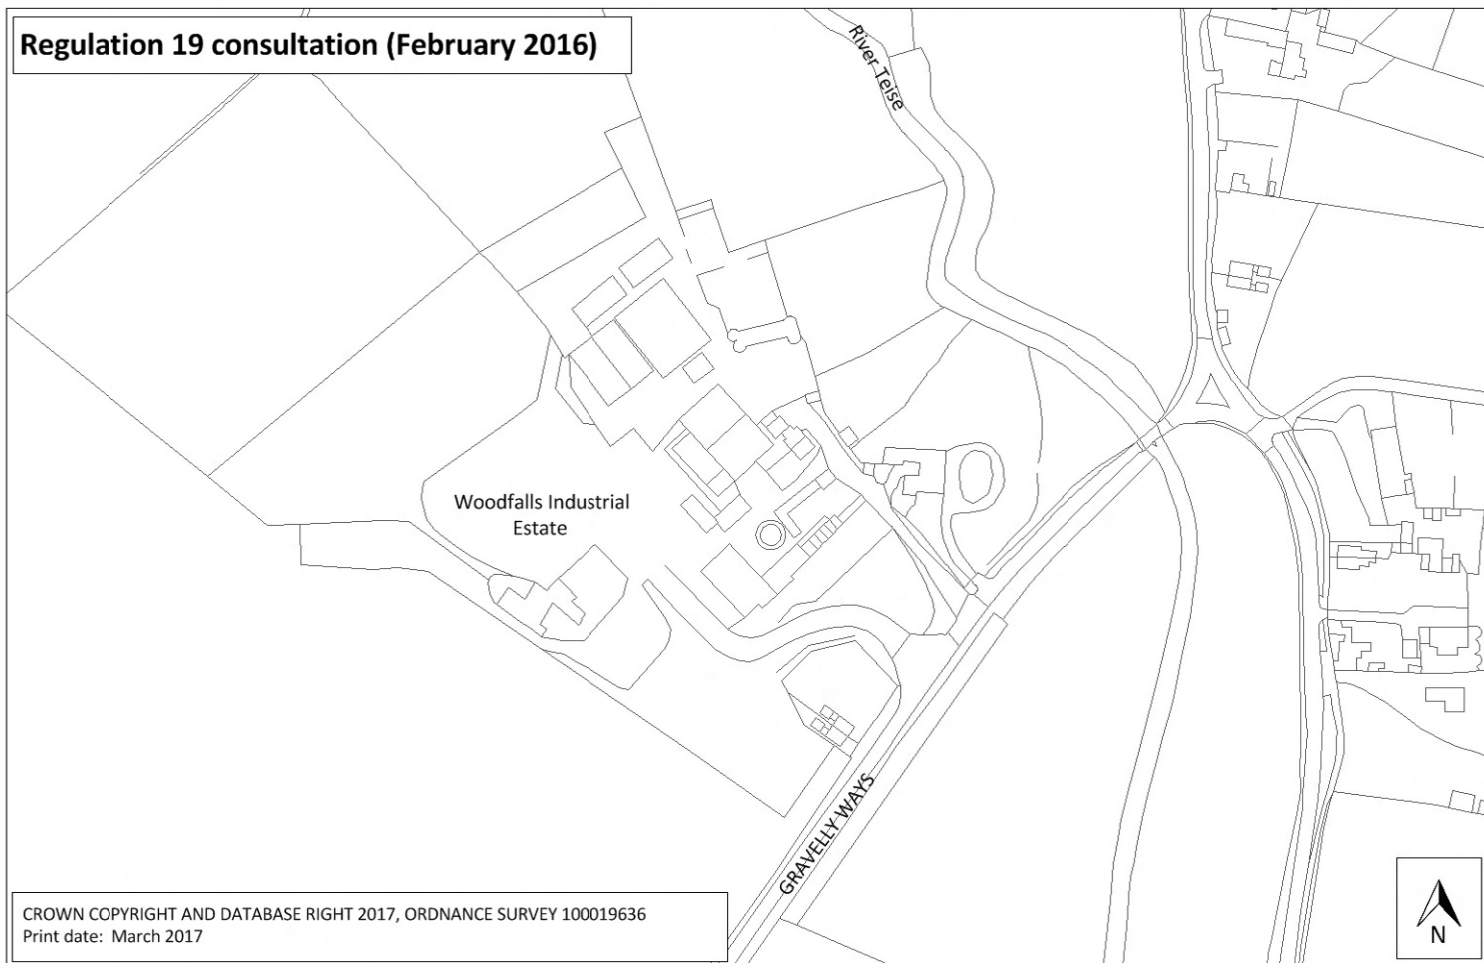 Regulation 19 consultation (February 2016)
River Teise
Woodfalls Industrial
Estate
GRAVELLY WAYS
CROWN COPYRIGHT AND DATABASE RIGHT 2017, ORDNANCE SURVEY 100019636
Print date: March 2017
N